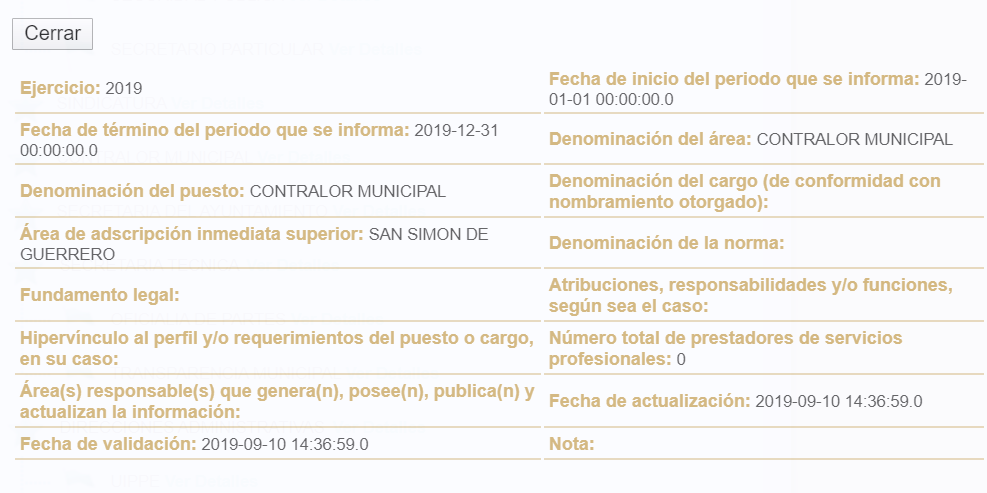 Cerrar
Ejercicio: 2019
Fecha de inicio del periodo que se informa: 2019-
01-01 00:00:00.0
Fecha de término del periodo que se informa: 2019-12-31
00:00:00.0
Denominación del área: CONTRALOR MUNICIPAL
Denominación del puesto: CONTRALOR MUNICIPAL
Denominación del cargo (de conformidad con
nombramiento otorgado):
Área de adscripción inmediata superior: SAN SIMON DE
GUERRERO
Denominación de la norma:
Fundamento legal:
Atribuciones, responsabilidades y/o funciones,
según sea el caso:
Hipervínculo al perfil y/o requerimientos del puesto o cargo,
en su caso:
Número total de prestadores de servicios
profesionales: 0
Área(s) responsable(s) que genera(n), posee(n), publica(n) y
actualizan la información:
Fecha de actualización: 2019-09-10 14:36:59.0
Fecha de validación: 2019-09-10 14:36:59.0
Nota: